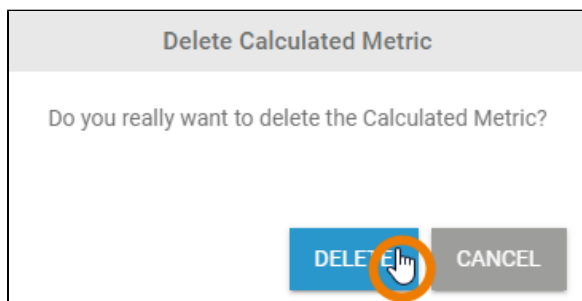 Delete Calculated Metric
Do you really want to delete the Calculated Metric?
DELETE CANCEL